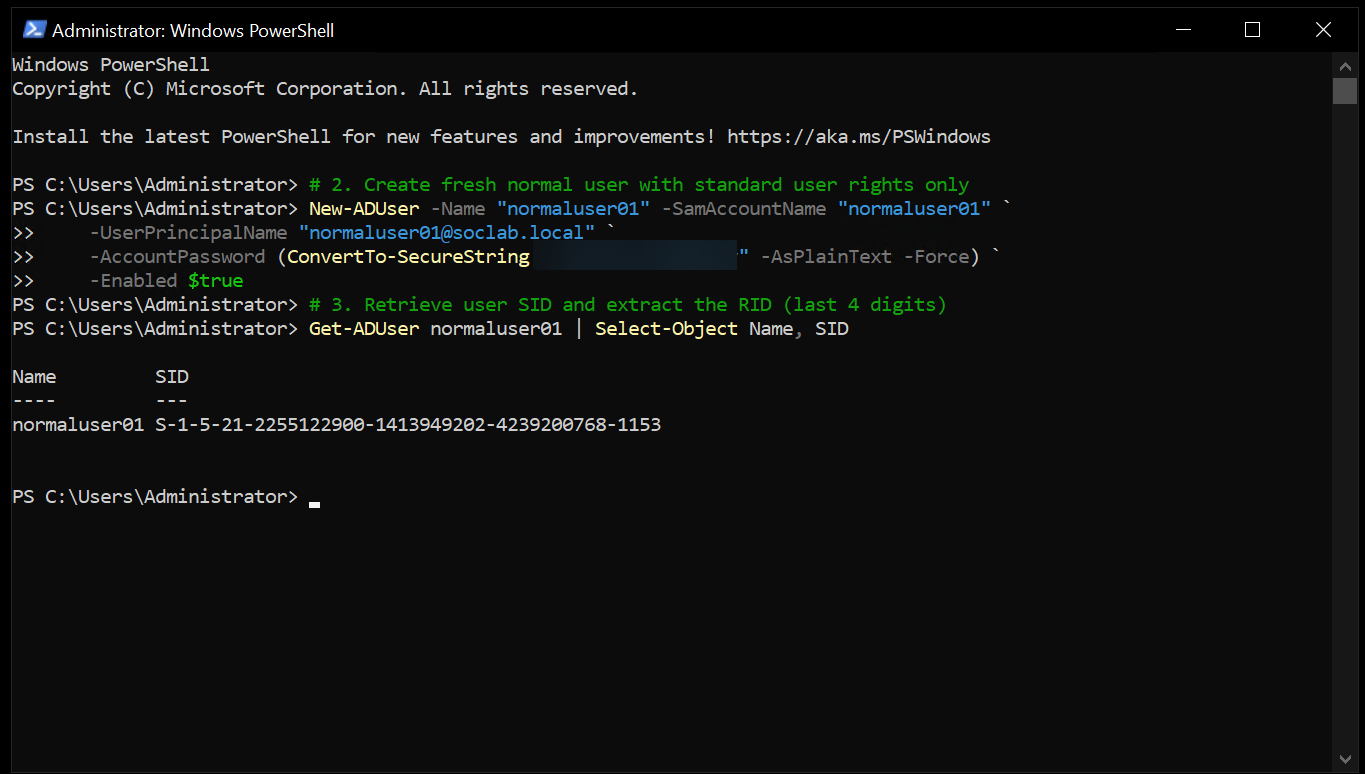 Administrator: Windows PowerShell
Windows PowerShell
Copyright (C) Microsoft Corporation. All rights reserved.
Install the latest PowerShell for new features and improvements! https://aka.ms/PSWindows
PS C:\Users\Administrator> # 2. Create fresh normal user with standard user rights only
PS C:\Users\Administrator> New-ADUser -Name "normaluser01" -SamAccountName "normaluser01" `
>>     -UserPrincipalName "normaluser01@soclab.local" `
>>     -AccountPassword (ConvertTo-SecureString " -AsPlainText -Force) `
>>     -Enabled $true
PS C:\Users\Administrator> # 3. Retrieve user SID and extract the RID (last 4 digits)
PS C:\Users\Administrator> Get-ADUser normaluser01 | Select-Object Name, SID
Name         SID
----         ---
normaluser01 S-1-5-21-2255122900-1413949202-4239200768-1153
PS C:\Users\Administrator>